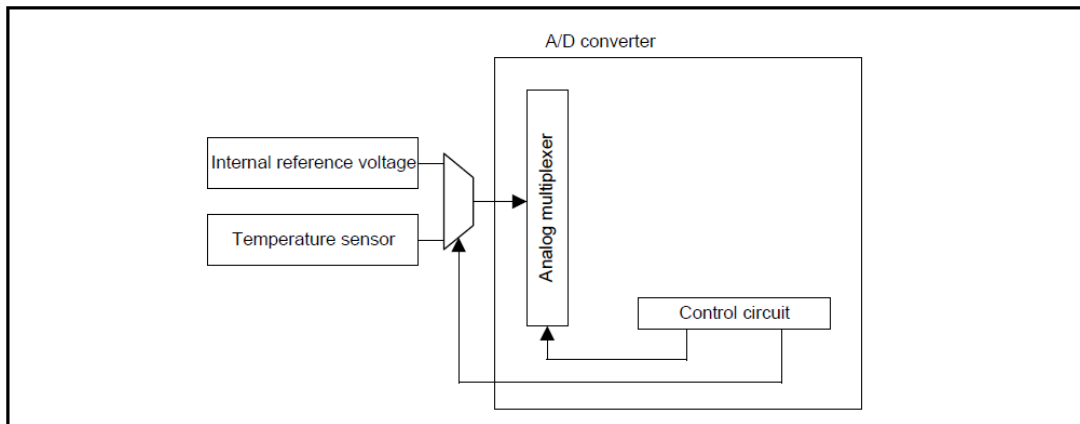 A/D converter
Internal reference voltage
Temperature sensor
Analog multiplexer
Control circuit